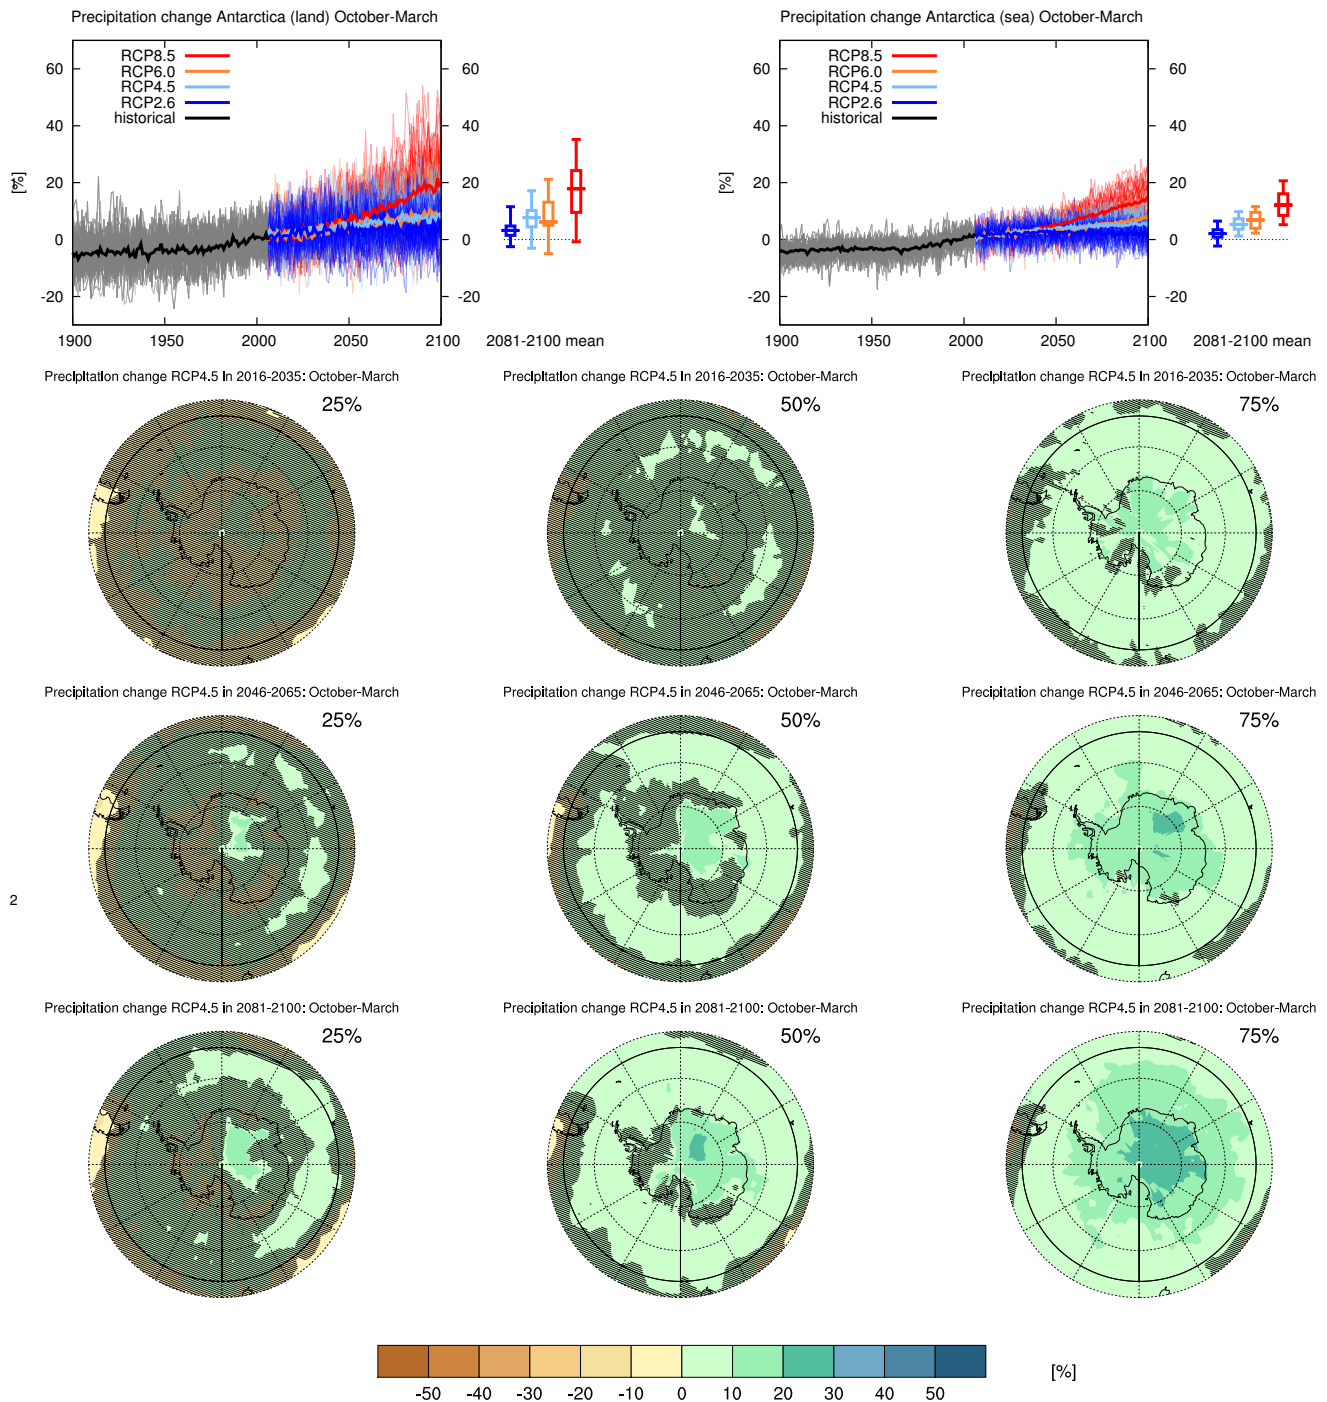 Precipitation change Antarctica (land) October-March
Precipitation change Antarctica (sea) October-March
[%]
60
40
20
0
-20
RCP8.5
RCP6.0
RCP4.5
RCP2.6
historical
60
40
20
0
-20
1900
1950
2000
2050
2100
2081-2100 mean
[%]
60
40
20
0
-20
RCP8.5
RCP6.0
RCP4.5
RCP2.6
historical
60
40
20
0
-20
1900
1950
2000
2050
2100
2081-2100 mean
Precipitation change RCP4.5 in 2016-2035: October-March
25%
Precipitation change RCP4.5 in 2016-2035: October-March
50%
Precipitation change RCP4.5 in 2016-2035: October-March
75%
Precipitation change RCP4.5 in 2046-2065: October-March
25%
Precipitation change RCP4.5 in 2046-2065: October-March
50%
Precipitation change RCP4.5 in 2046-2065: October-March
75%
2
Precipitation change RCP4.5 in 2081-2100: October-March
25%
Precipitation change RCP4.5 in 2081-2100: October-March
50%
Precipitation change RCP4.5 in 2081-2100: October-March
75%
-50 -40 -30 -20 -10 0 10 20 30 40 50
[%]